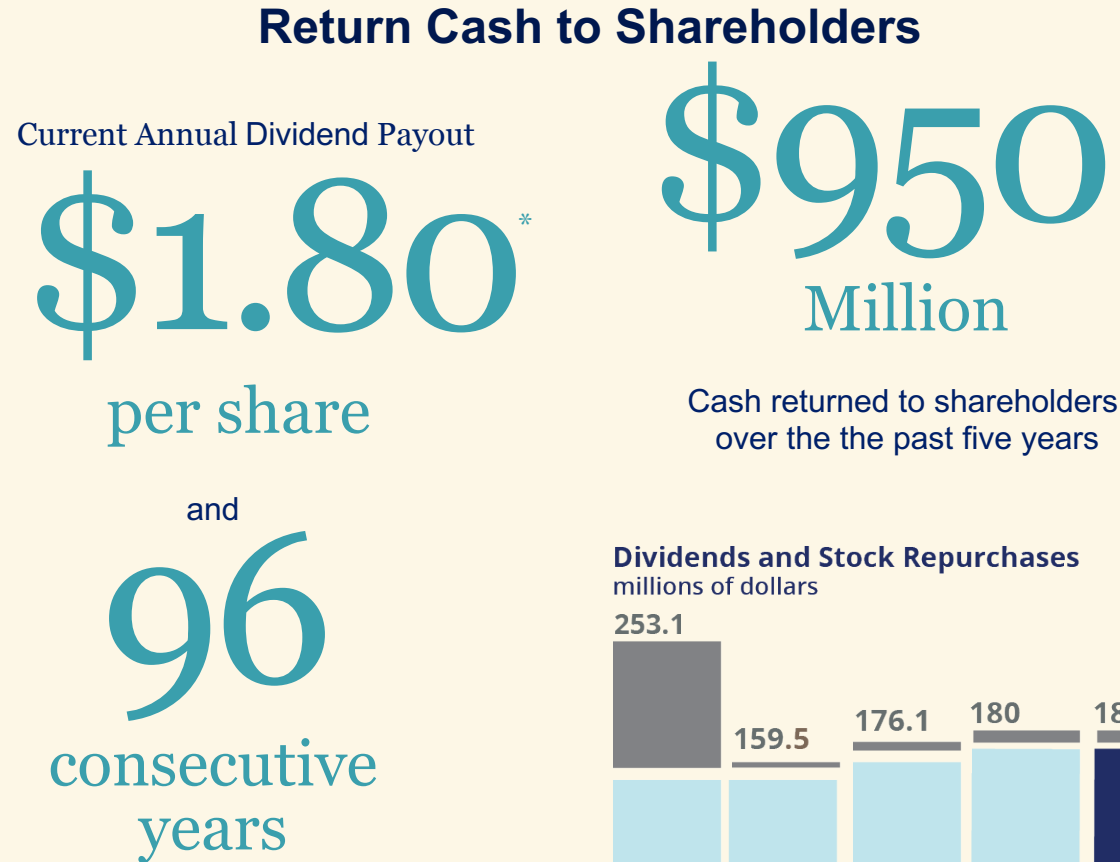 Return Cash to Shareholders
Current Annual Dividend Payout
$1.80*
per share
and
96
consecutive
years
$950
Million
Cash returned to shareholders
over the the past five years
Dividends and Stock Repurchases
millions of dollars
253.1
159.5
176.1
180